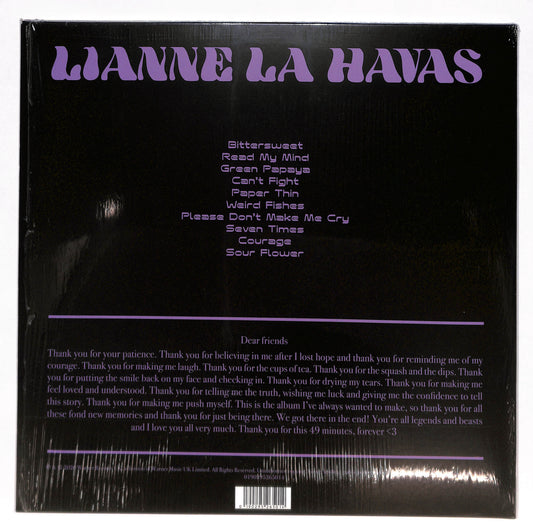 LIANNE LA HAVAS
Bittersweet
Read My Mind
Green Papaya
Can't Fight
Paper Thin
Weird Fishes
Please Don't Make Me Cry
Seven Times
Courage
Sour Flower
Dear friends
Thank you for your patience. Thank you for believing in me after I lost hope and thank you for reminding me of my
courage. Thank you for making me laugh. Thank you for the cups of tea. Thank you for the squash and the dips. Thank
you for putting the smile back on my face and checking in. Thank you for drying my tears. Thank you for making me
feel loved and understood. Thank you for telling me the truth, wishing me luck and giving me the confidence to tell
this story. Thank you for making me push myself. This is the album I've always wanted to make, so thank you for all
these fond new memories and thank you for just being there. We got there in the end! You're all legends and beasts
and I love you all very much. Thank you for this 49 minutes, forever <3
Music UK Limited. All Rights Reserved.